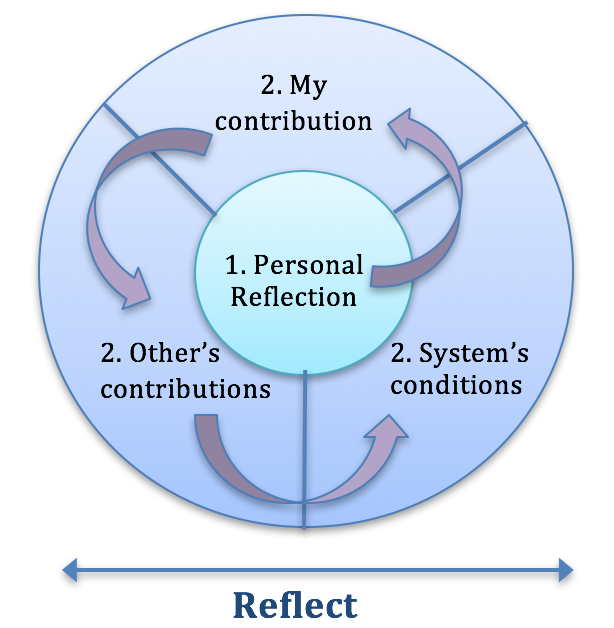 2. My
contribution
1. Personal
Reflection
2. Other's
contributions
2. System's
conditions
Reflect